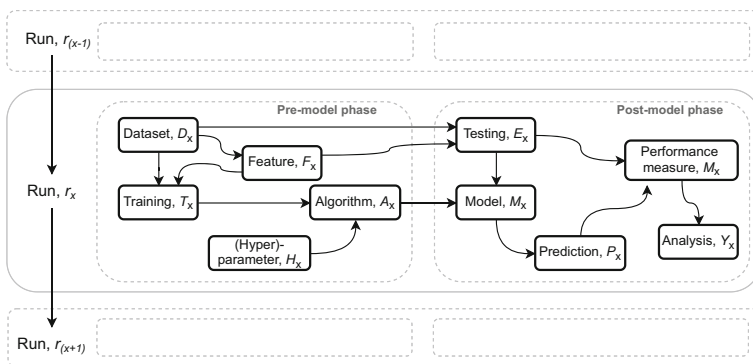 Run, r(x-1)
Pre-model phase
Post-model phase
Dataset, Dx
Testing, Ex
Feature, Fx
Performance
measure, Mx
Run, rx
Training, Tx
Algorithm, Ax
Model, Mx
(Hyper)-
parameter, Hx
Prediction, Px
Analysis, Yx
Run, r(x+1)